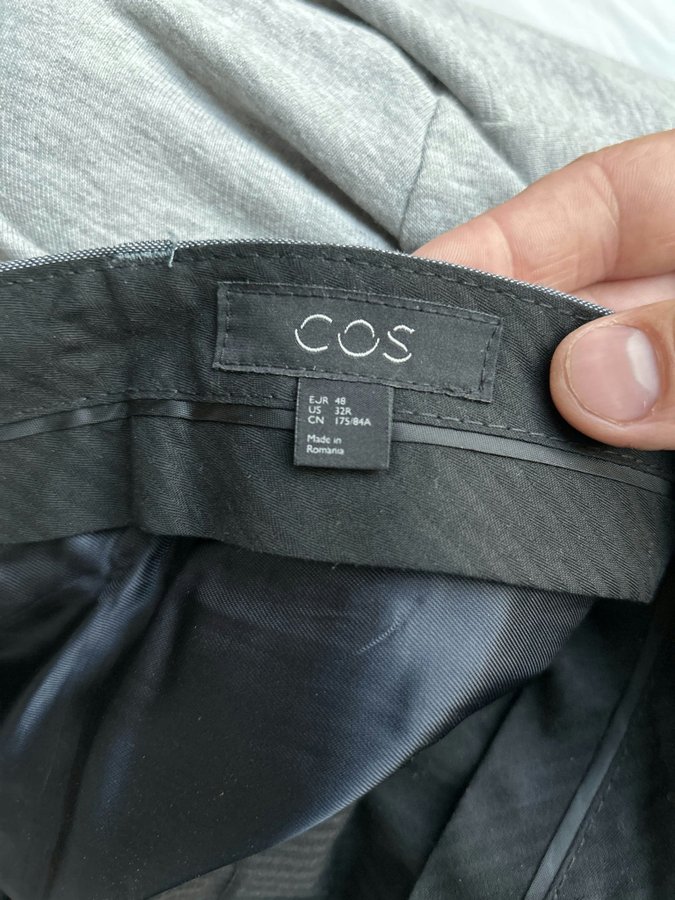 COS
EUR 48
US 32R
CN 175/84A
Made in
Romania